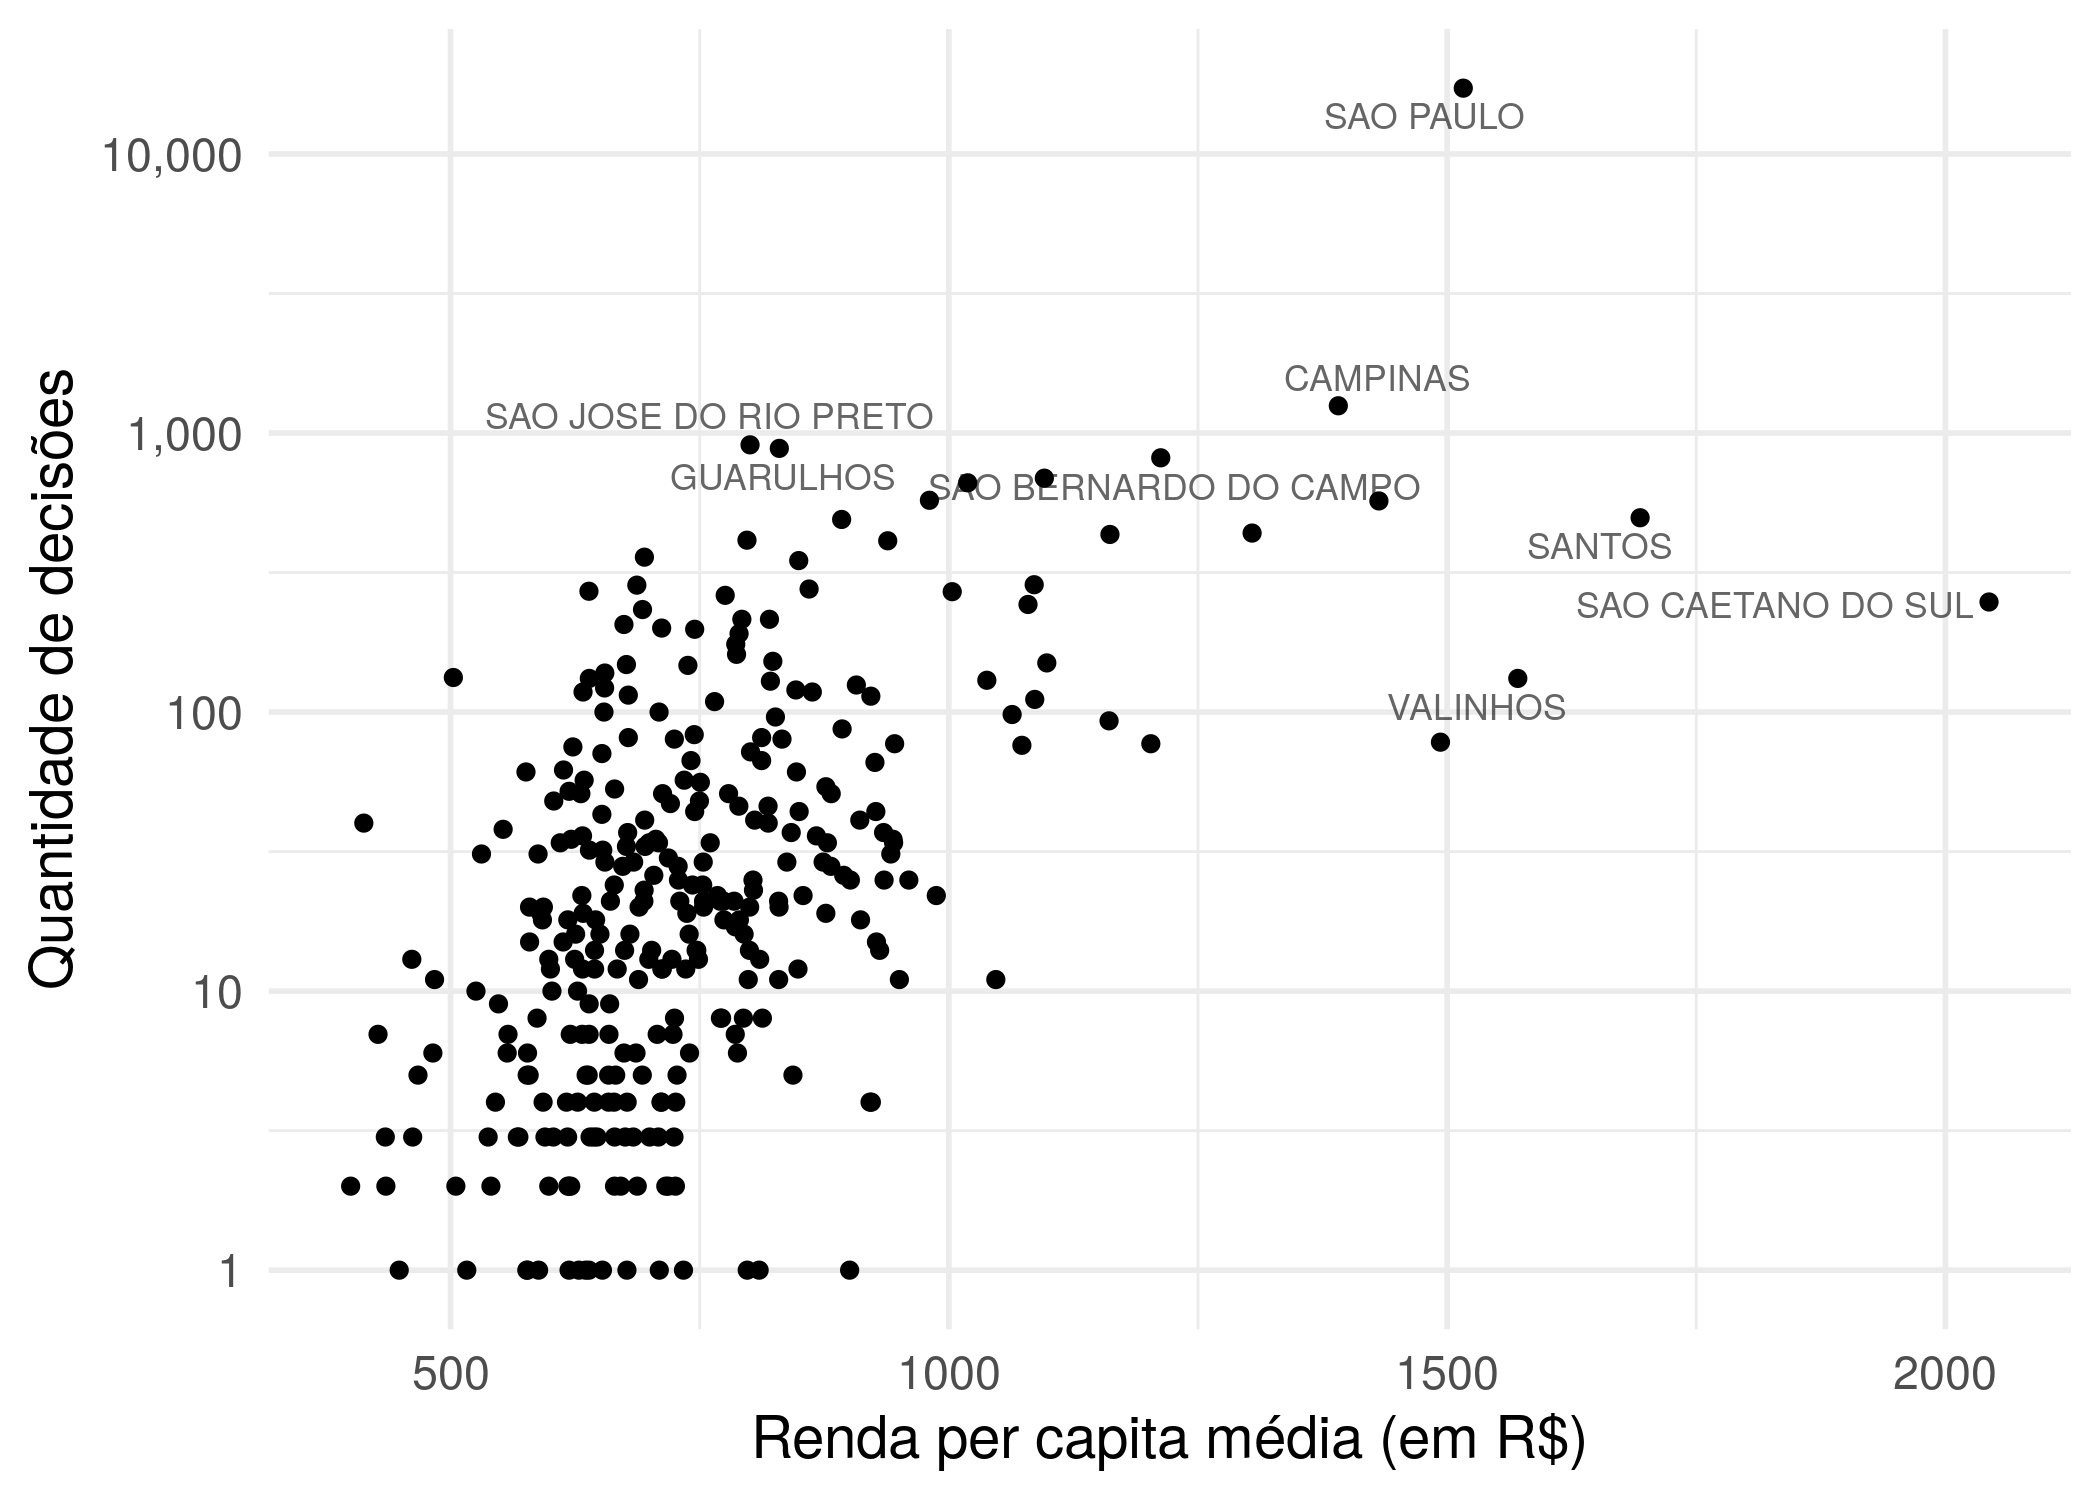 SAO PAULO
10,000
CAMPINAS
SAO JOSE DO RIO PRETO
1,000
GUARULHOS
SAO BERNARDO DO CAMPO
SANTOS
SAO CAETANO DO SUL
VALINHOS
100
10
1
Quantidade de decisões
500 1000 1500 2000
Renda per capita média (em R$)